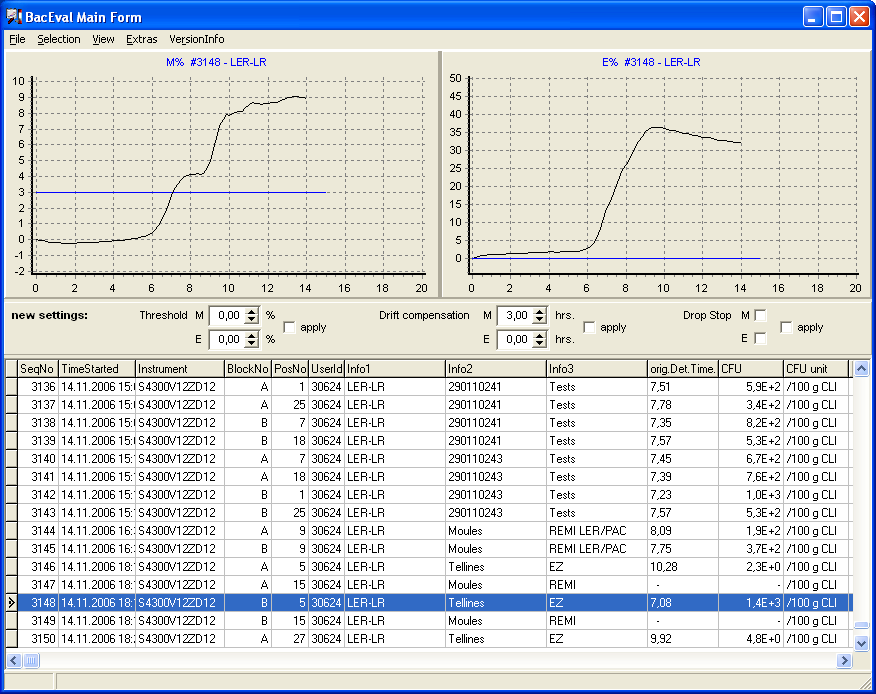 BacEval Main Form
File Selection View Extras VersionInfo
M% #3148 - LER-LR
10
9
8
7
6
5
4
3
2
1
0
-1
-2
0 2 4 6 8 10 12 14 16 18 20
E% #3148 - LER-LR
50
45
40
35
30
25
20
15
10
5
0
0 2 4 6 8 10 12 14 16 18 20
new settings: Threshold M 0,00 % apply Drift compensation M 3,00 hrs. apply Drop Stop M apply
E 0,00 % E 0,00 hrs. E
SeqNo TimeStarted Instrument BlockNo PosNo UserId Info1 Info2 Info3 orig.Det.Time. CFU CFU unit
3136 14.11.2006 15:0 S4300V12ZD12 A 1 30624 LER-LR 290110241 Tests 7,51 5,9E+2 /100 g CLI
3137 14.11.2006 15:0 S4300V12ZD12 A 25 30624 LER-LR 290110241 Tests 7,78 3,4E+2 /100 g CLI
3138 14.11.2006 15:0 S4300V12ZD12 B 7 30624 LER-LR 290110241 Tests 7,35 8,2E+2 /100 g CLI
3139 14.11.2006 15: S4300V12ZD12 B 18 30624 LER-LR 290110241 Tests 7,57 5,3E+2 /100 g CLI
3140 14.11.2006 15: S4300V12ZD12 A 7 30624 LER-LR 290110243 Tests 7,45 6,7E+2 /100 g CLI
3141 14.11.2006 15: S4300V12ZD12 A 18 30624 LER-LR 290110243 Tests 7,39 7,6E+2 /100 g CLI
3142 14.11.2006 15: S4300V12ZD12 B 1 30624 LER-LR 290110243 Tests 7,23 1,0E+3 /100 g CLI
3143 14.11.2006 15: S4300V12ZD12 B 25 30624 LER-LR 290110243 Tests 7,57 5,3E+2 /100 g CLI
3144 14.11.2006 16: S4300V12ZD12 A 9 30624 LER-LR Moules REMI LER/PAC 8,09 1,9E+2 /100 g CLI
3145 14.11.2006 16: S4300V12ZD12 B 9 30624 LER-LR Moules REMI LER/PAC 7,75 3,7E+2 /100 g CLI
3146 14.11.2006 18: S4300V12ZD12 A 5 30624 LER-LR Tellines EZ 10,28 2,3E+0 /100 g CLI
3147 14.11.2006 18: S4300V12ZD12 A 15 30624 LER-LR Moules REMI - - /100 g CLI
3148 14.11.2006 18: S4300V12ZD12 B 5 30624 LER-LR Tellines EZ 7,08 1,4E+3 /100 g CLI
3149 14.11.2006 18: S4300V12ZD12 B 15 30624 LER-LR Moules REMI - - /100 g CLI
3150 14.11.2006 18: S4300V12ZD12 A 27 30624 LER-LR Tellines EZ 9,92 4,8E+0 /100 g CLI